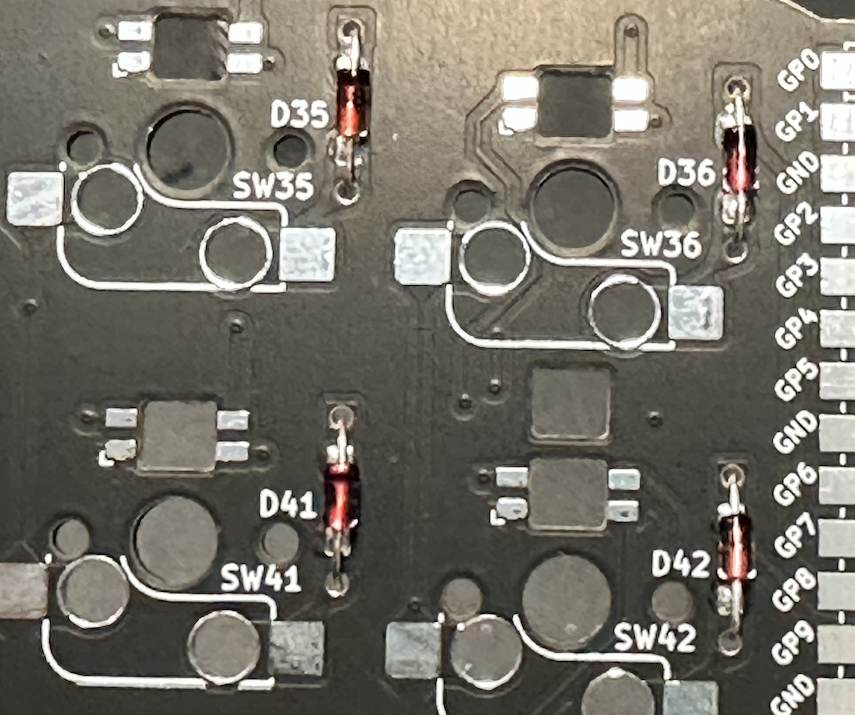 D35
SW35
D36
SW36
D41
SW41
D42
SW42
GP0
GP1
GND
GP2
GP3
GP4
GP5
GND
GP6
GP7
GP8
GP9
GND